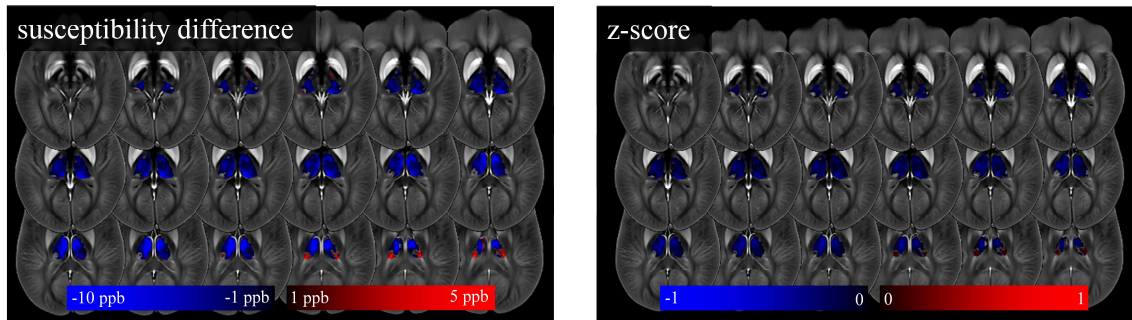 susceptibility difference
z-score
-10 ppb -1 ppb 1 ppb 5 ppb
-1 0 0 1